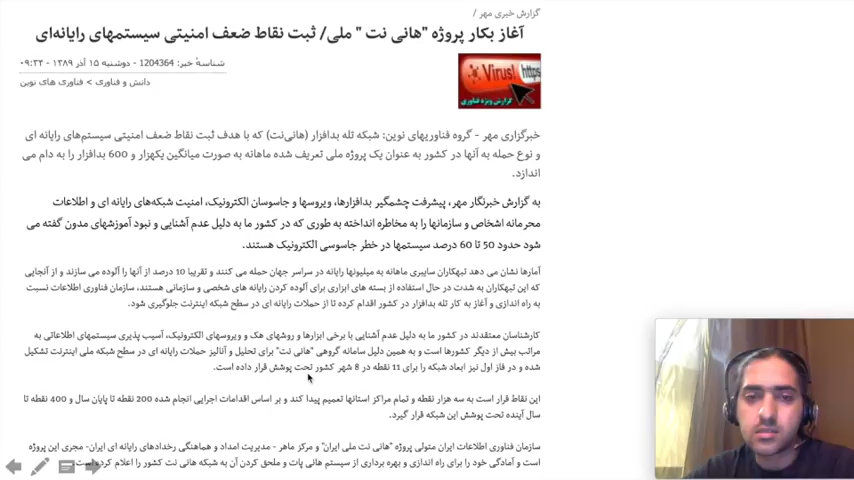 گزارش خبری مهر /
آغاز بکار پروژه "هانی نت " ملی/ ثبت نقاط ضعف امنیتی سیستمهای رایانه‌ای
شناسهٔ خبر: 1204364 - دوشنبه ۱۵ آذر ۱۳۸۹ - ۰۹:۳۴
دانش و فناوری > فناوری های نوین
Virus!
https
گزارش ویژه فناوری
خبرگزاری مهر - گروه فناوریهای نوین: شبکه تله بدافزار (هانی‌نت) که با هدف ثبت نقاط ضعف امنیتی سیستم‌های رایانه ای
و نوع حمله به آنها در کشور به عنوان یک پروژه ملی تعریف شده ماهانه به صورت میانگین یکهزار و 600 بدافزار را به دام می
اندازد.
به گزارش خبرنگار مهر، پیشرفت چشمگیر بدافزارها، ویروسها و جاسوسان الکترونیک، امنیت شبکه‌های رایانه ای و اطلاعات
محرمانه اشخاص و سازمانها را به مخاطره انداخته به طوری که در کشور ما به دلیل عدم آشنایی و نبود آموزشهای مدون گفته می
شود حدود 50 تا 60 درصد سیستمها در خطر جاسوسی الکترونیک هستند.
آمارها نشان می دهد تبهکاران سایبری ماهانه به میلیونها رایانه در سراسر جهان حمله می کنند و تقریبا 10 درصد از آنها را آلوده می سازند و از آنجایی
که این تبهکاران به شدت در حال استفاده از بسته های ابزاری برای آلوده کردن رایانه های شخصی و سازمانی هستند، سازمان فناوری اطلاعات نسبت
به راه اندازی و آغاز به کار تله بدافزار در کشور اقدام کرده تا از حملات رایانه ای در سطح شبکه اینترنت جلوگیری شود.
کارشناسان معتقدند در کشور ما به دلیل عدم آشنایی با برخی ابزارها و روشهای هک و ویروسهای الکترونیک، آسیب پذیری سیستمهای اطلاعاتی به
مراتب بیش از دیگر کشورها است و به همین دلیل سامانه گروهی "هانی نت" برای تحلیل و آنالیز حملات رایانه ای در سطح شبکه ملی اینترنت تشکیل
شده و در فاز اول نیز ابعاد شبکه را برای 11 نقطه در 8 شهر کشور تحت پوشش قرار داده است.
این نقاط قرار است به سه هزار نقطه و تمام مراکز استانها تعمیم پیدا کند و بر اساس اقدامات اجرایی انجام شده 200 نقطه تا پایان سال و 400 نقطه تا
سال آینده تحت پوشش این شبکه قرار گیرد.
سازمان فناوری اطلاعات ایران متولی پروژه "هانی نت ملی ایران" و مرکز ماهر - مدیریت امداد و هماهنگی رخدادهای رایانه ای ایران- مجری این پروژه
است و آمادگی خود را برای راه اندازی و بهره برداری از سیستم هانی پات و ملحق کردن آن به شبکه هانی نت کشور را اعلام کرده است.